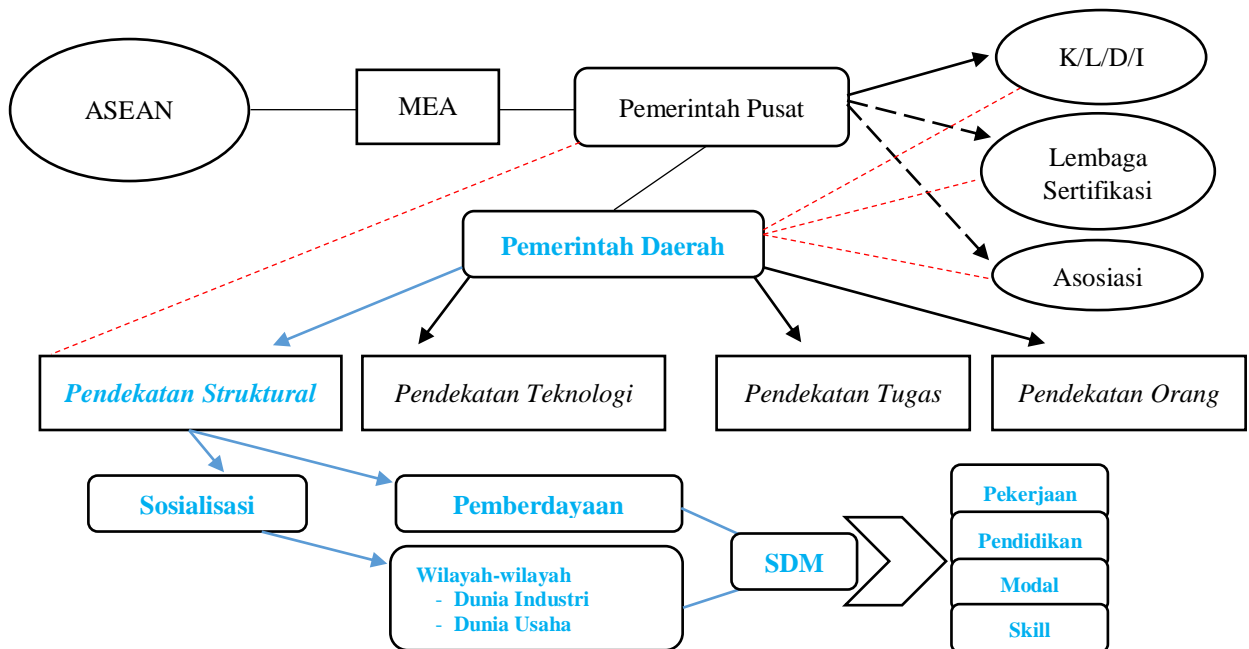 ASEAN
MEA
Pemerintah Pusat
K/L/D/I
Lembaga
Sertifikasi
Asosiasi
Pemerintah Daerah
Pendekatan Struktural
Pendekatan Teknologi
Pendekatan Tugas
Pendekatan Orang
Sosialisasi
Pemberdayaan
Wilayah-wilayah
- Dunia Industri
- Dunia Usaha
SDM
Pekerjaan
Pendidikan
Modal
Skill